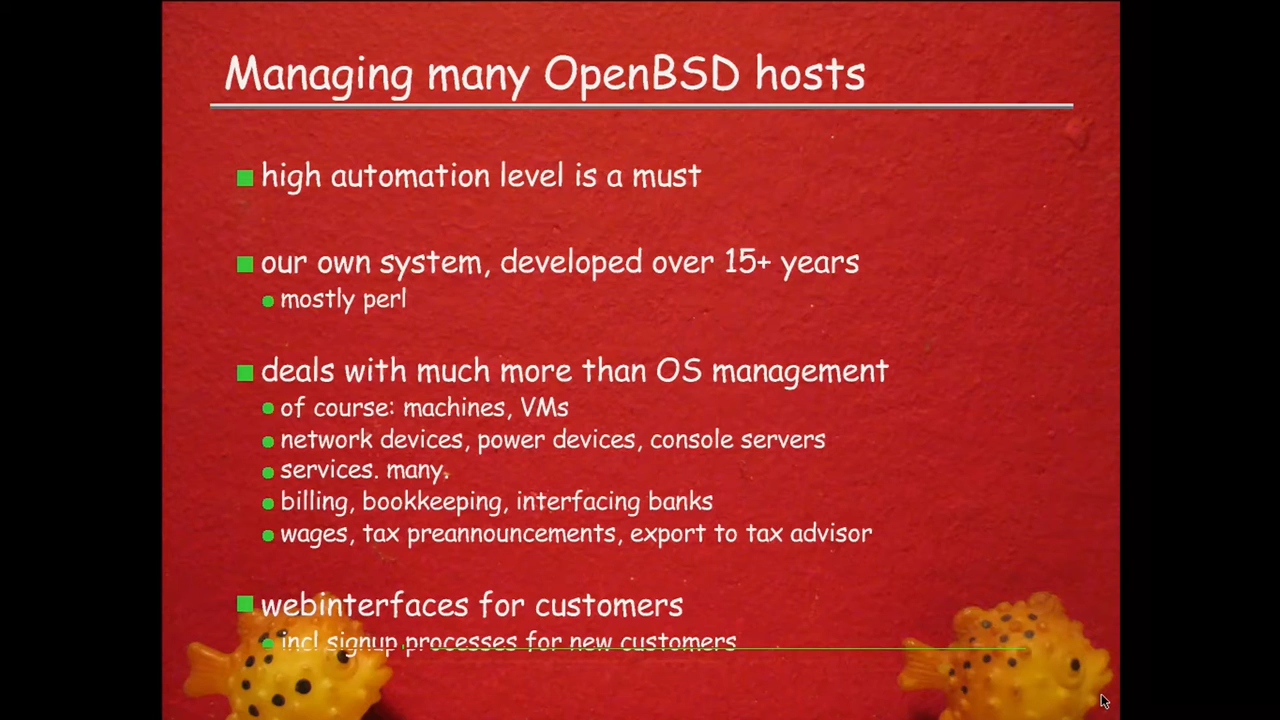 Managing many OpenBSD hosts
high automation level is a must
our own system, developed over 15+ years
mostly perl
deals with much more than OS management
of course: machines, VMs
network devices, power devices, console servers
services. many.
billing, bookkeeping, interfacing banks
wages, tax preannouncements, export to tax advisor
webinterfaces for customers
incl signup processes for new customers